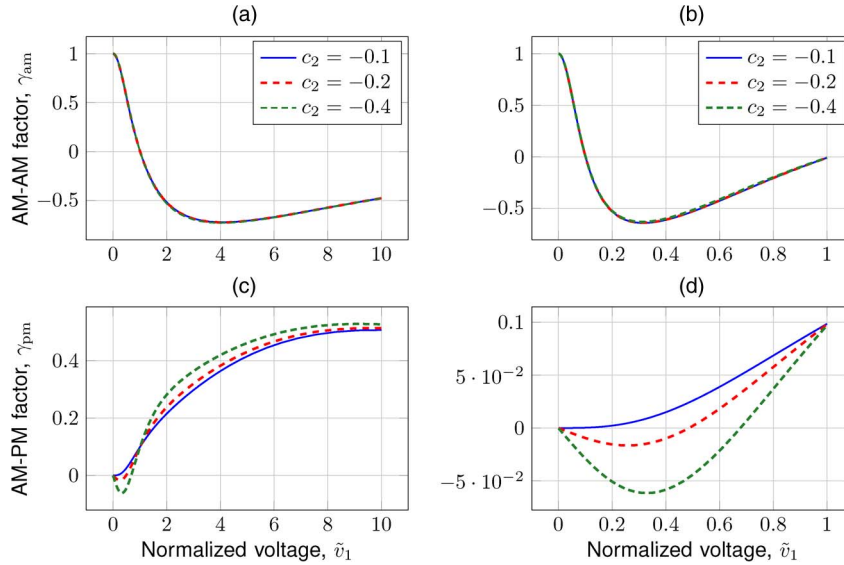 (a)
(b)
AM-AM factor, γ_am
1
0.5
0
−0.5
0 2 4 6 8 10
c₂ = −0.1
c₂ = −0.2
c₂ = −0.4
1
0.5
0
−0.5
0 0.2 0.4 0.6 0.8 1
c₂ = −0.1
c₂ = −0.2
c₂ = −0.4
(c)
(d)
AM-PM factor, γ_pm
0.4
0.2
0
0 2 4 6 8 10
Normalized voltage, ṽ₁
0.1
5 · 10⁻²
0
−5 · 10⁻²
0 0.2 0.4 0.6 0.8 1
Normalized voltage, ṽ₁